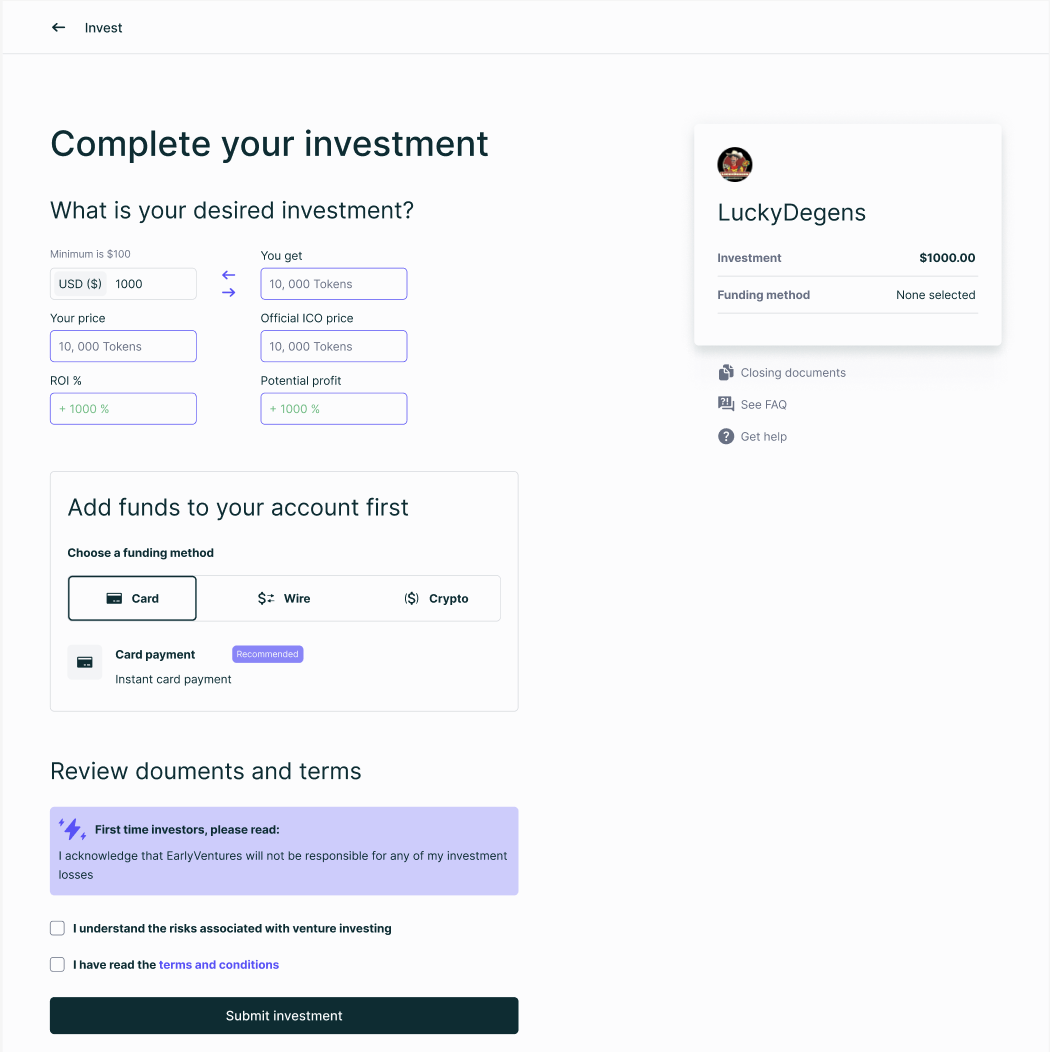 Invest
Complete your investment
What is your desired investment?
Minimum is $100
USD ($) 1000
You get
10, 000 Tokens
Your price
10, 000 Tokens
Official ICO price
10, 000 Tokens
ROI %
+ 1000 %
Potential profit
+ 1000 %
Add funds to your account first
Choose a funding method
Card
Wire
Crypto
Card payment
Recommended
Instant card payment
Review douments and terms
First time investors, please read:
I acknowledge that EarlyVentures will not be responsible for any of my investment
losses
I understand the risks associated with venture investing
I have read the terms and conditions
Submit investment
LuckyDegens
Investment $1000.00
Funding method None selected
Closing documents
See FAQ
Get help